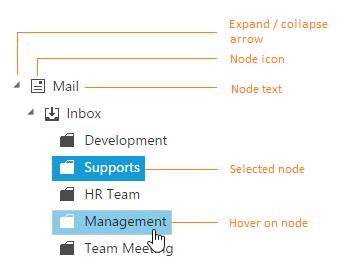 Expand / collapse
arrow
Node icon
Mail
Node text
Inbox
Development
Supports
Selected node
HR Team
Management
Hover on node
Team Meeting